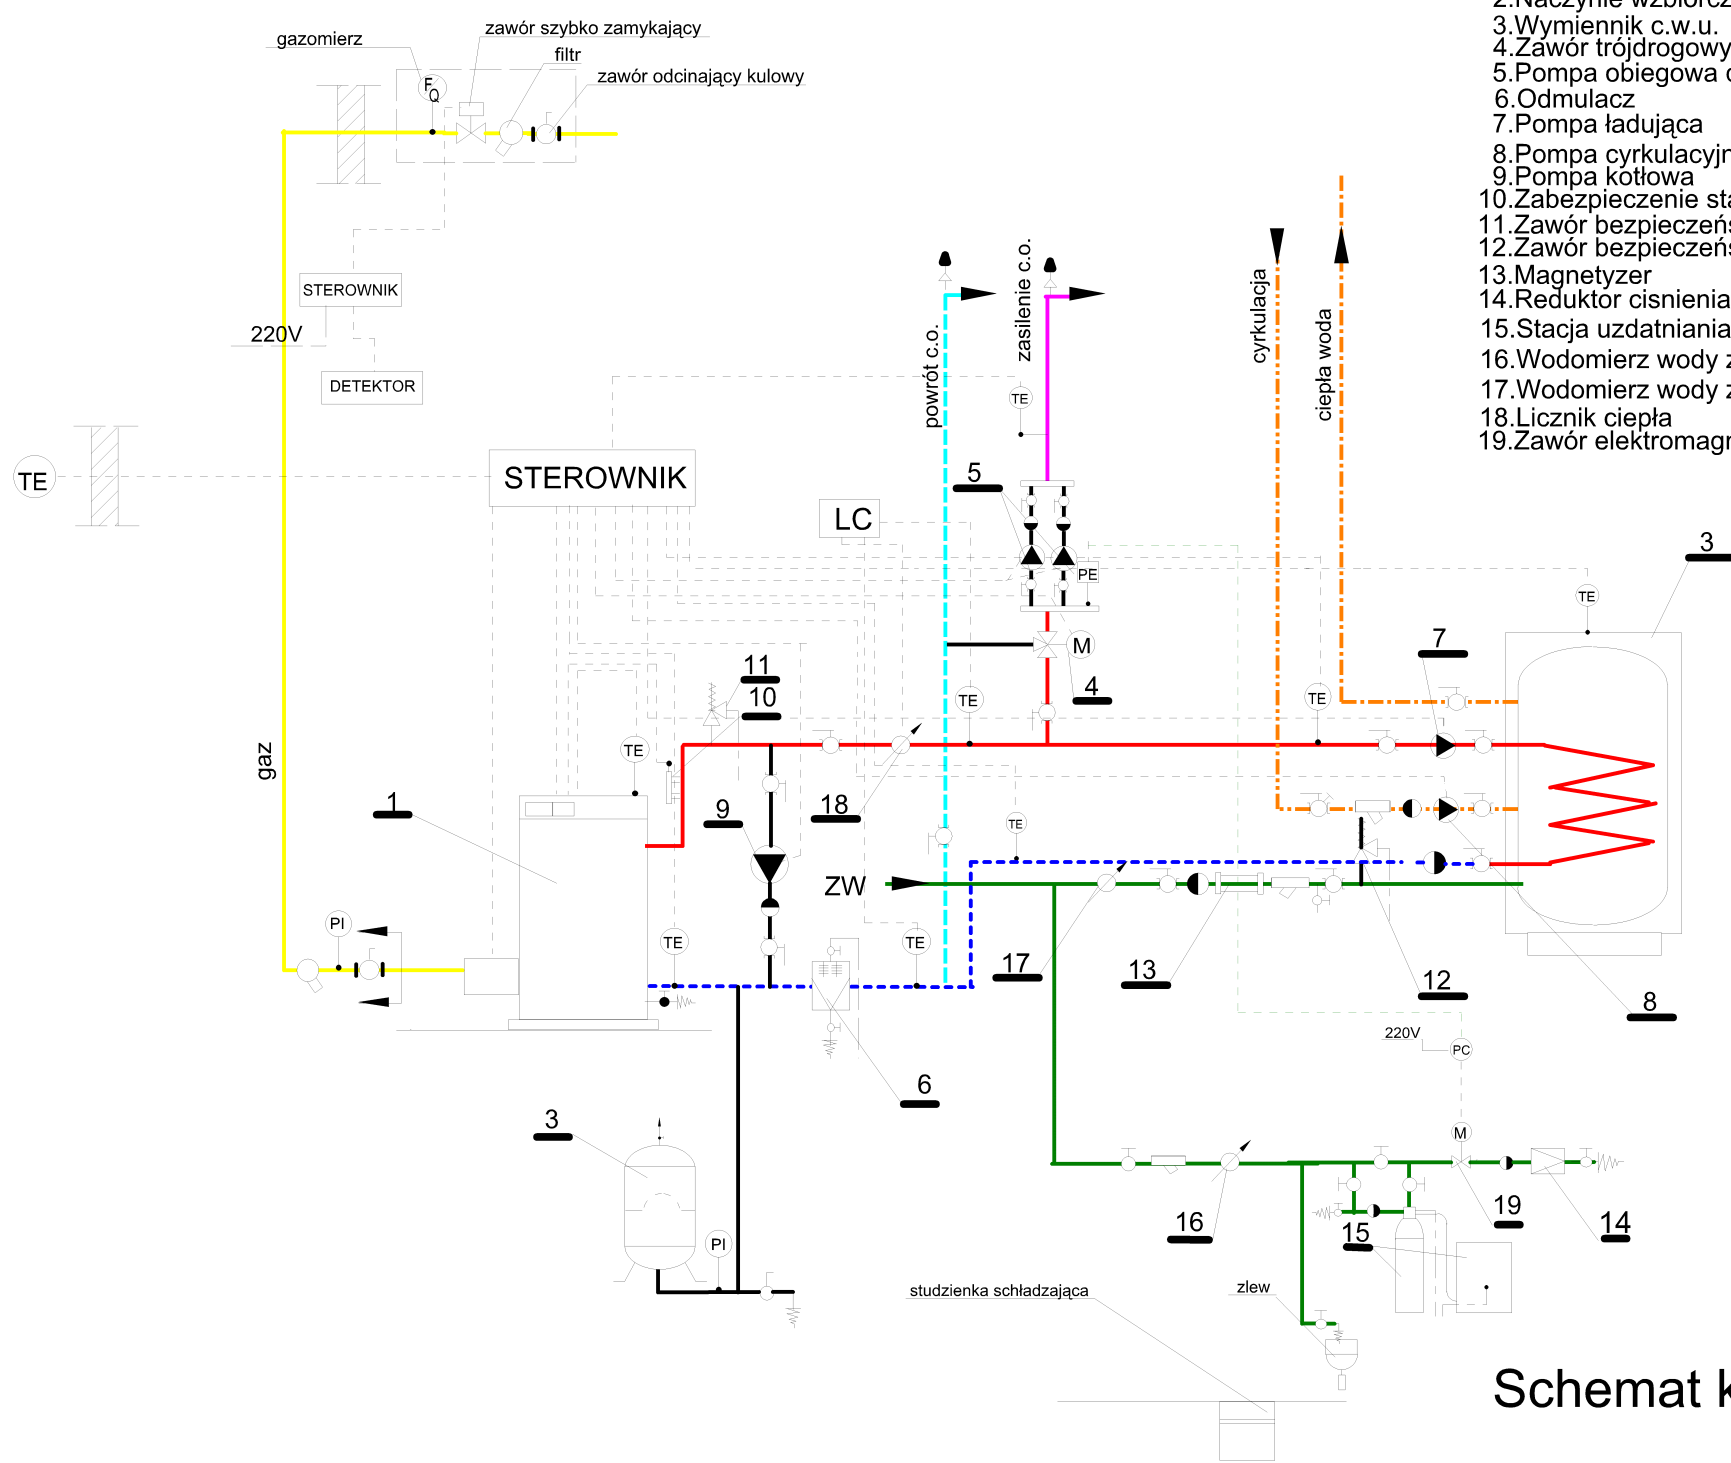 2.Naczynie wzbiorcz
3.Wymiennik c.w.u.
4.Zawór trójdrogowy
5.Pompa obiegowa
6.Odmulacz
7.Pompa ładująca
8.Pompa cyrkulacyjn
9.Pompa kotłowa
10.Zabezpieczenie sta
11.Zawór bezpieczeńs
12.Zawór bezpieczeńs
13.Magnetyzer
14.Reduktor cisnienia
15.Stacja uzdatniania
16.Wodomierz wody z
17.Wodomierz wody z
18.Licznik ciepła
19.Zawór elektromagn
gazomierz
zawór szybko zamykający
filtr
zawór odcinający kulowy
F
Q
STEROWNIK
220V
DETEKTOR
TE
STEROWNIK
LC
powrót c.o.
zasilenie c.o.
cyrkulacja
ciepła woda
TE
5
PE
3
TE
M
7
4
11
10
TE
TE
TE
gaz
1
9
18
TE
ZW
PI
TE
TE
17
13
12
8
6
220V
PC
3
M
PI
16
15
19
14
studzienka schładzająca
zlew
Schemat k